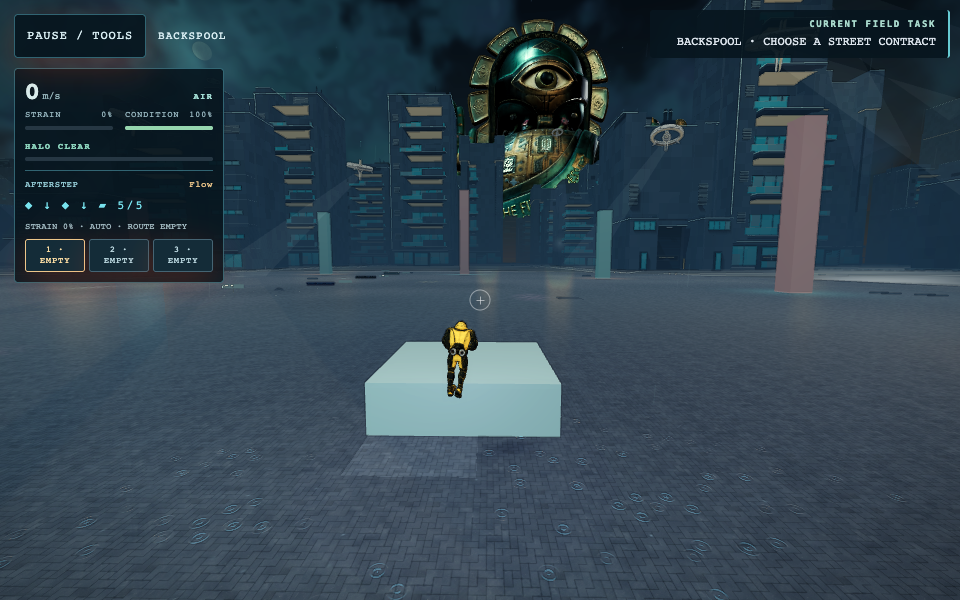 PAUSE / TOOLS
BACKSPOOL
CURRENT FIELD TASK
BACKSPOOL · CHOOSE A STREET CONTRACT
0 m/s
AIR
STRAIN 0%
CONDITION 100%
HALO CLEAR
AFTERSTEP
Flow
◆ ↓ ◆ ↓ ▰ 5/5
STRAIN 0% · AUTO · ROUTE EMPTY
1 · EMPTY
2 · EMPTY
3 · EMPTY